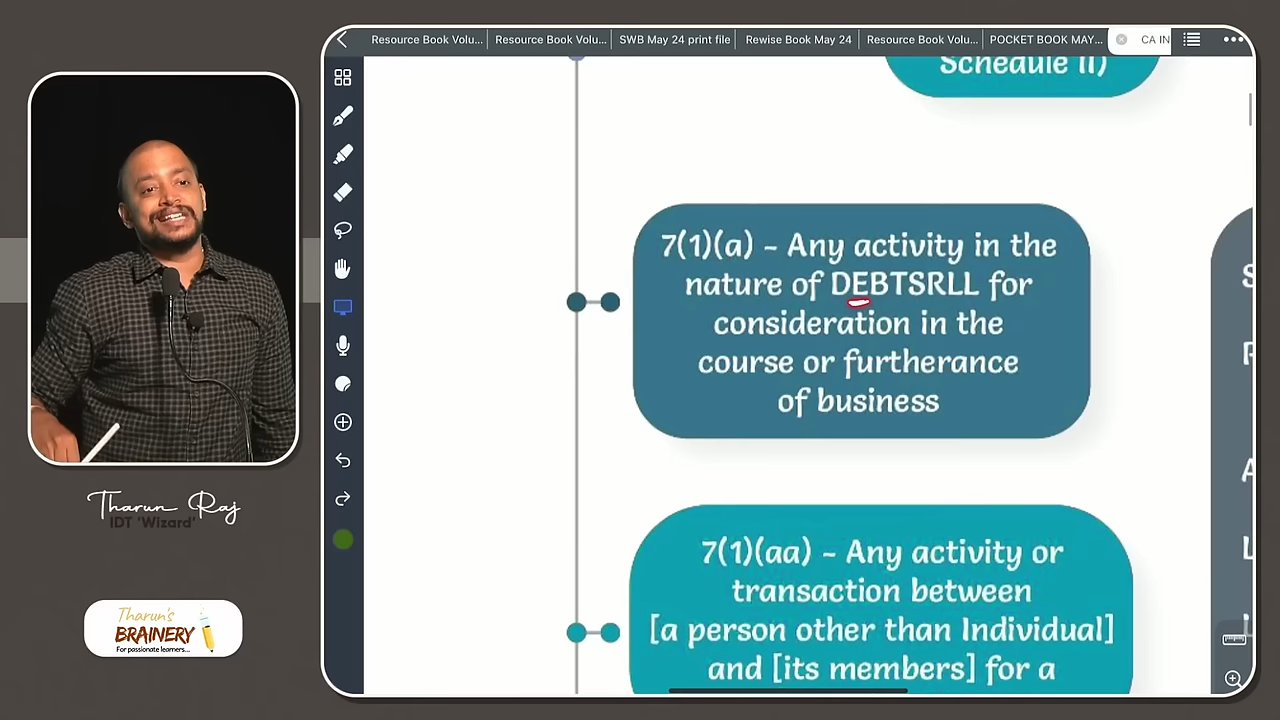 Resource Book Volu...
Resource Book Volu...
SWB May 24 print file
Rewise Book May 24
Resource Book Volu...
POCKET BOOK MAY...
CA IN
Schedule II)
7(1)(a) – Any activity in the
nature of DEBTSRLL for
consideration in the
course or furtherance
of business
7(1)(aa) – Any activity or
transaction between
[a person other than Individual]
and [its members] for a
Tharun Raj
IDT 'Wizard'
Tharun's
BRAINERY
For passionate learners...